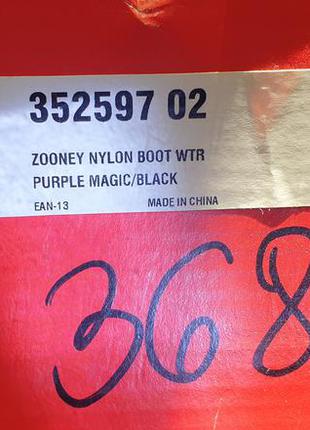 352597 02
ZOONEY NYLON BOOT WTR
PURPLE MAGIC/BLACK
EAN-13 MADE IN CHINA
368